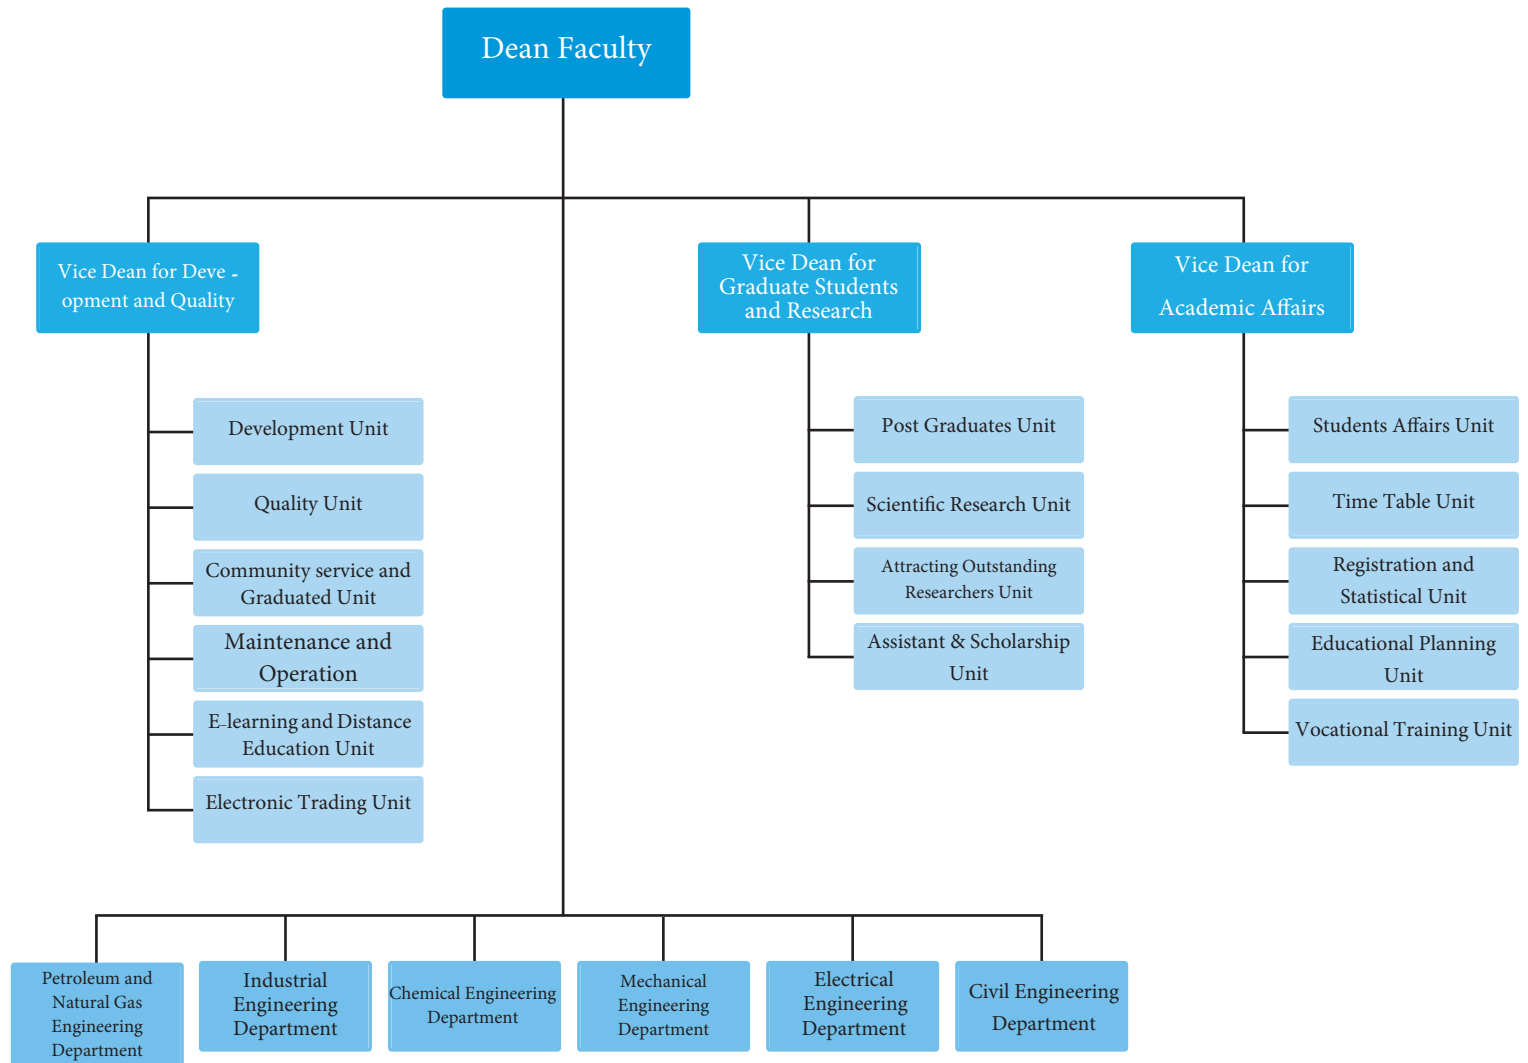 Dean Faculty
Vice Dean for Deve -
opment and Quality
Vice Dean for
Graduate Students
and Research
Vice Dean for
Academic Affairs
Development Unit
Quality Unit
Community service and
Graduated Unit
Maintenance and
Operation
E-learning and Distance
Education Unit
Electronic Trading Unit
Post Graduates Unit
Scientific Research Unit
Attracting Outstanding
Researchers Unit
Assistant & Scholarship
Unit
Students Affairs Unit
Time Table Unit
Registration and
Statistical Unit
Educational Planning
Unit
Vocational Training Unit
Petroleum and
Natural Gas
Engineering
Department
Industrial
Engineering
Department
Chemical Engineering
Department
Mechanical
Engineering
Department
Electrical
Engineering
Department
Civil Engineering
Department